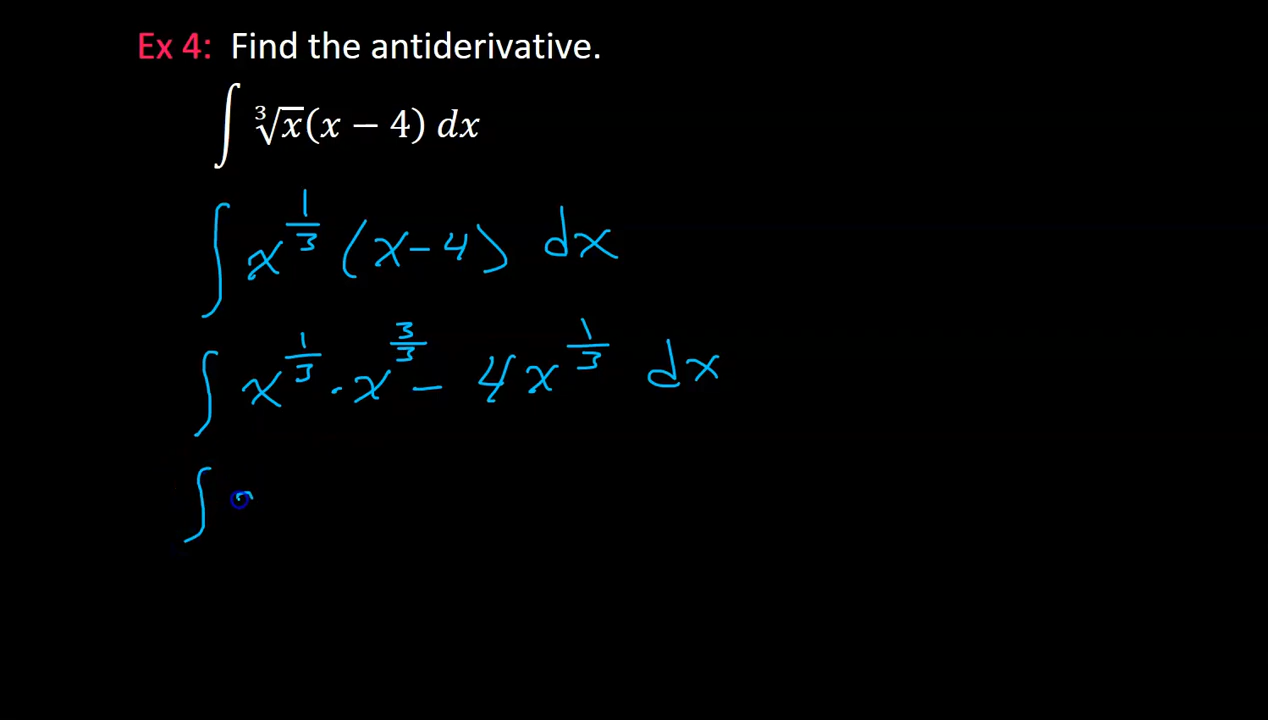 Ex 4: Find the antiderivative.
∫ ∛x(x − 4) dx
∫ x^(1/3) (x − 4) dx
∫ x^(1/3) · x^(3/3) − 4x^(1/3) dx
∫